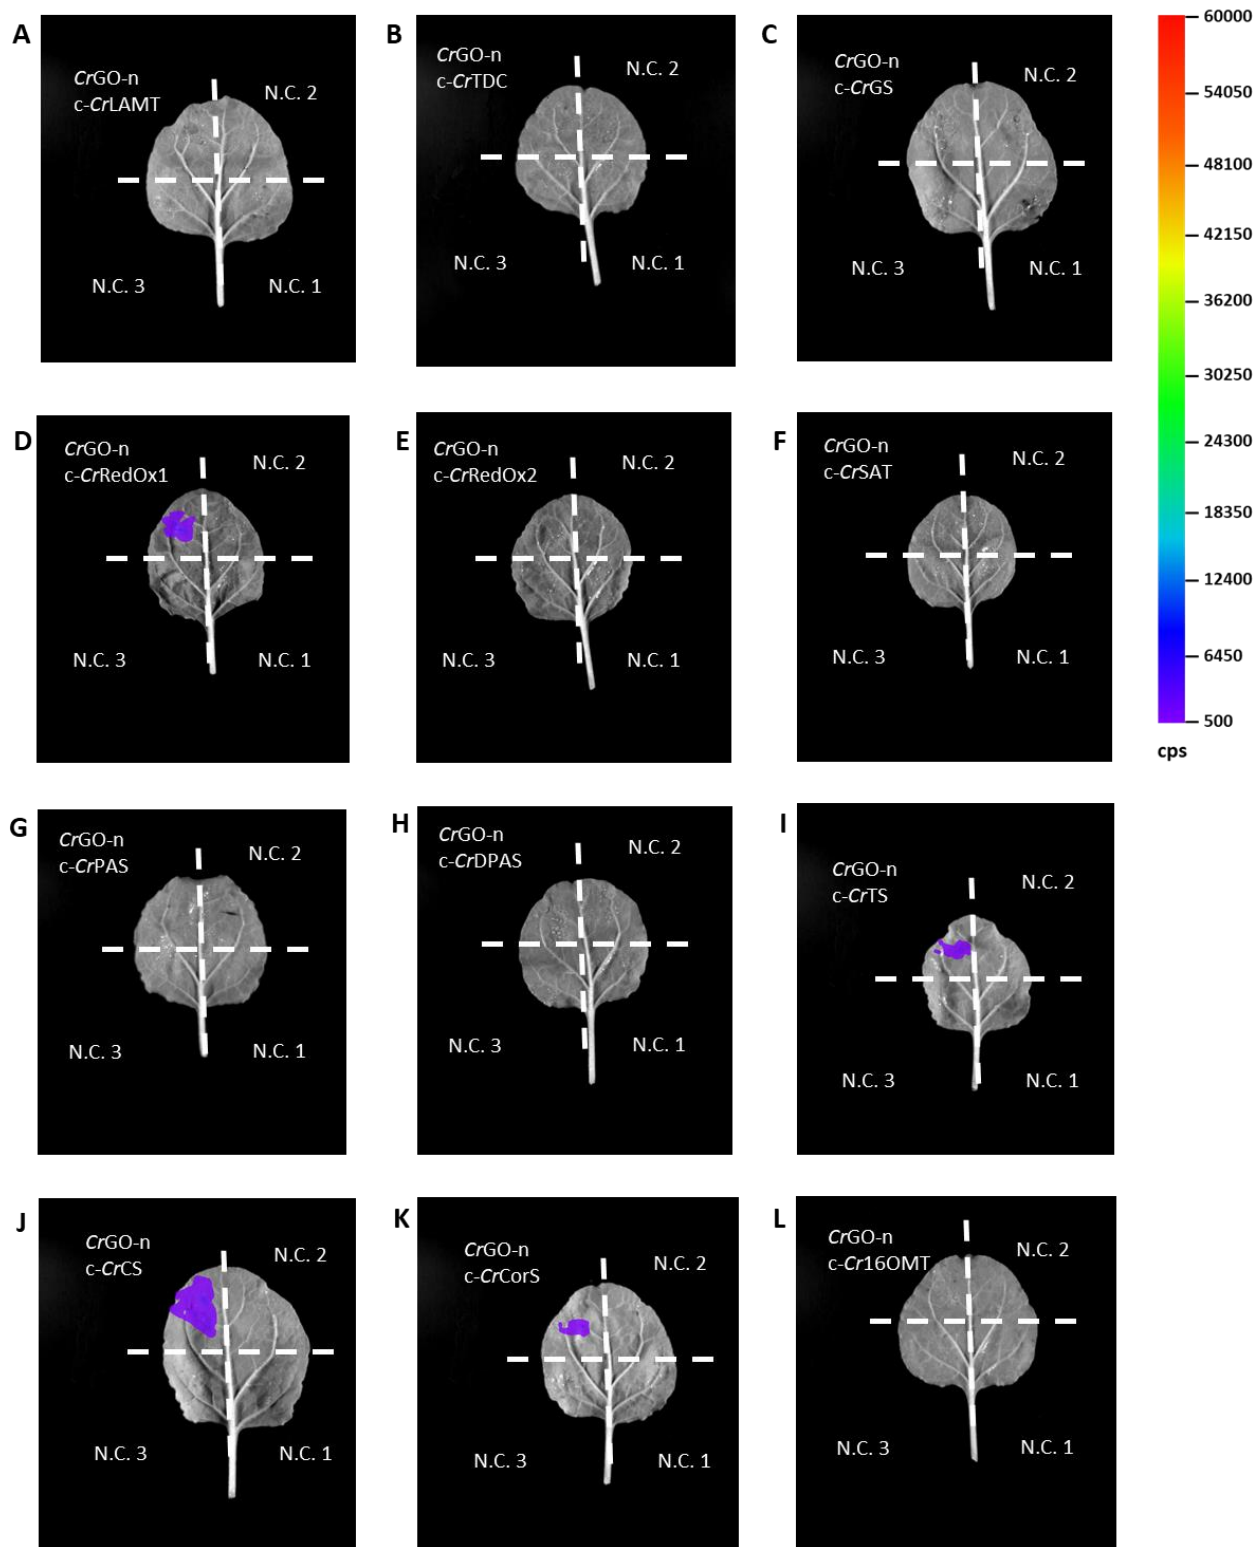 A
CrGO-n
c-CrLAMT
N.C. 2
N.C. 3
N.C. 1
B
CrGO-n
c-CrTDC
N.C. 2
N.C. 3
N.C. 1
C
CrGO-n
c-CrGS
N.C. 2
N.C. 3
N.C. 1
60000
54050
48100
42150
36200
30250
24300
18350
12400
6450
500
cps
D
CrGO-n
c-CrRedOx1
N.C. 2
N.C. 3
N.C. 1
E
CrGO-n
c-CrRedOx2
N.C. 2
N.C. 3
N.C. 1
F
CrGO-n
c-CrSAT
N.C. 2
N.C. 3
N.C. 1
G
CrGO-n
c-CrPAS
N.C. 2
N.C. 3
N.C. 1
H
CrGO-n
c-CrDPAS
N.C. 2
N.C. 3
N.C. 1
I
CrGO-n
c-CrTS
N.C. 2
N.C. 3
N.C. 1
J
CrGO-n
c-CrCS
N.C. 2
N.C. 3
N.C. 1
K
CrGO-n
c-CrCorS
N.C. 2
N.C. 3
N.C. 1
L
CrGO-n
c-Cr16OMT
N.C. 2
N.C. 3
N.C. 1